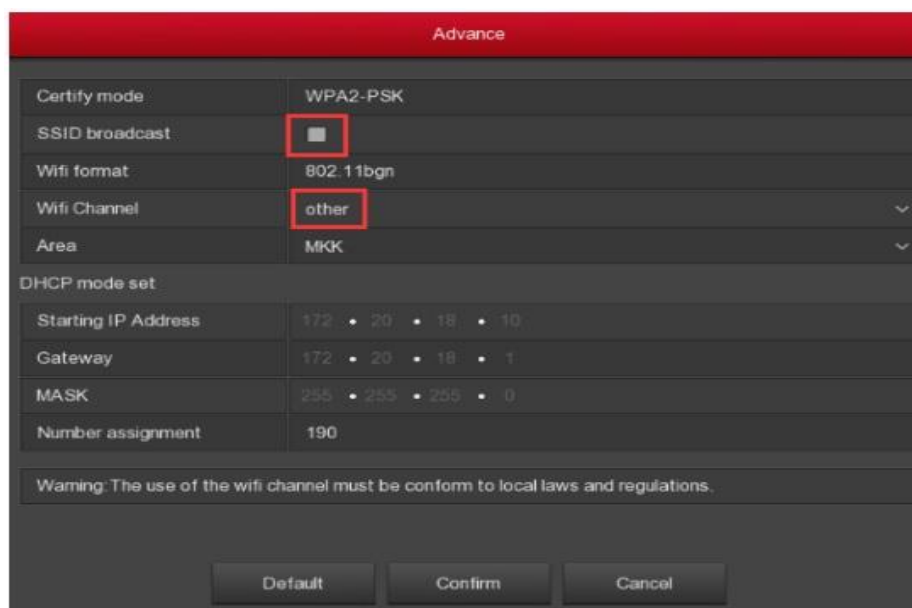 Advance
Certify mode WPA2-PSK
SSID broadcast
Wifi format 802.11bgn
Wifi Channel other
Area MKK
DHCP mode set
Starting IP Address 172 • 20 • 18 • 10
Gateway 172 • 20 • 18 • 1
MASK 255 • 255 • 255 • 0
Number assignment 190
Warning:The use of the wifi channel must be conform to local laws and regulations.
Default Confirm Cancel